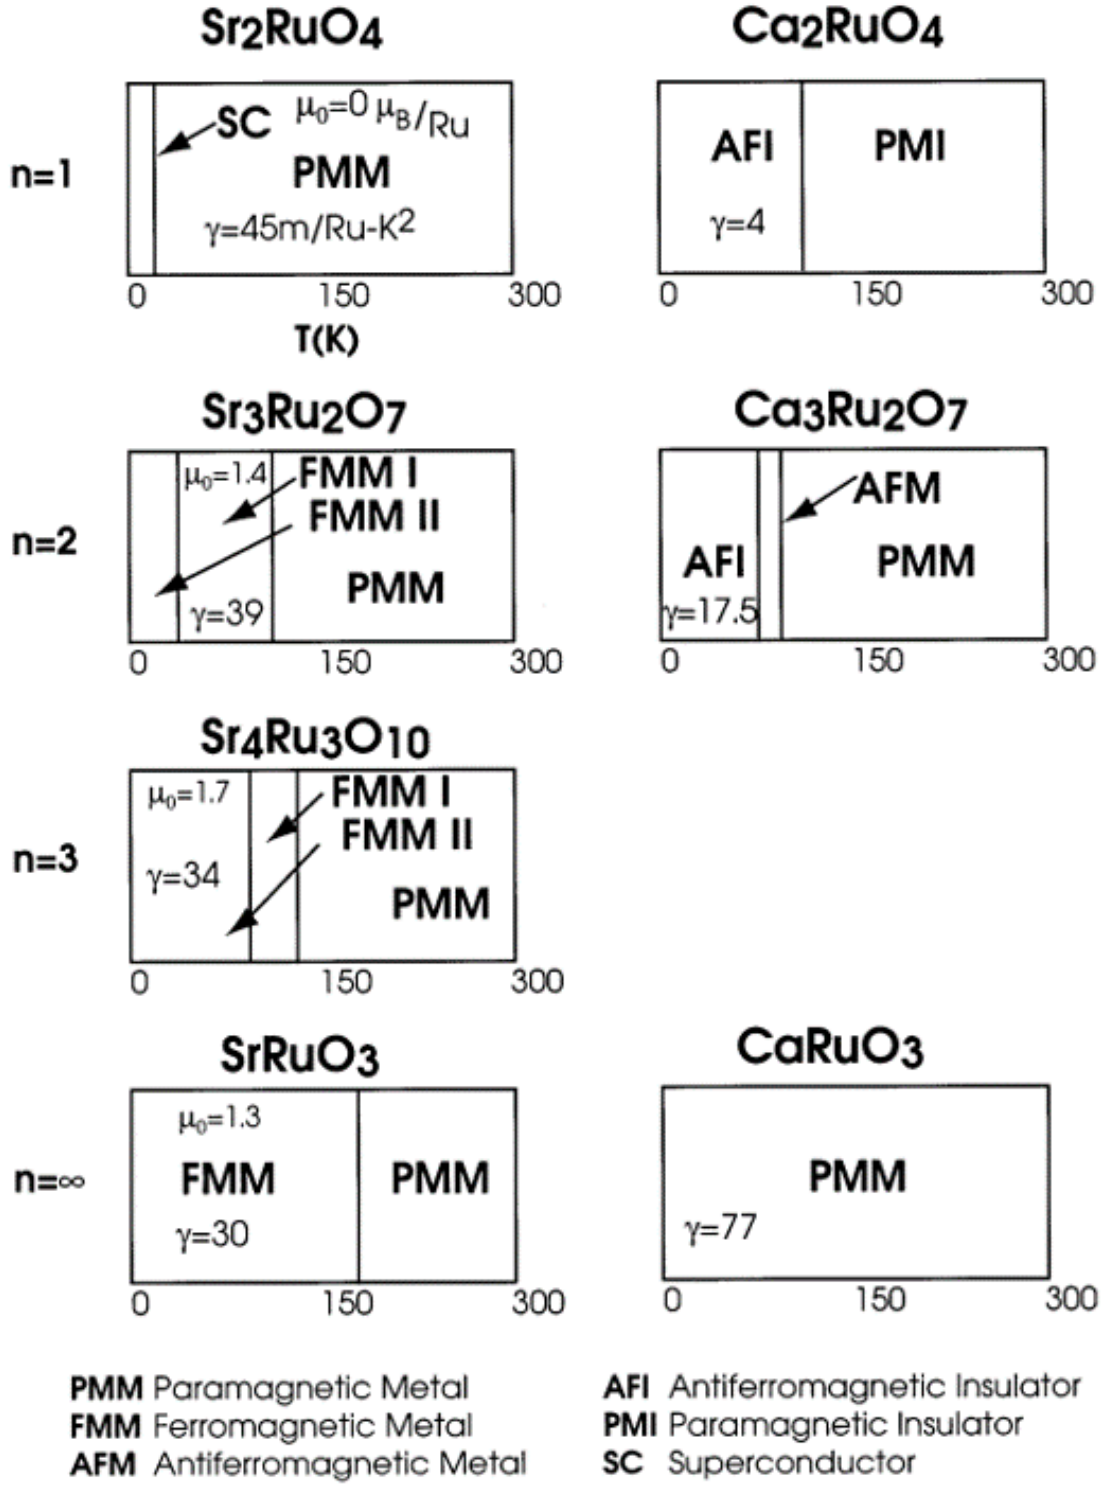 Sr2RuO4
Ca2RuO4
n=1
SC μ0=0 μB/Ru
PMM
γ=45m/Ru-K2
0 150 300
T(K)
AFI PMI
γ=4
0 150 300
Sr3Ru2O7
Ca3Ru2O7
n=2
μ0=1.4 FMM I
FMM II
PMM
γ=39
0 150 300
AFM
AFI PMM
γ=17.5
0 150 300
Sr4Ru3O10
n=3
μ0=1.7 FMM I
FMM II
γ=34
PMM
0 150 300
SrRuO3
CaRuO3
n=∞
μ0=1.3
FMM PMM
γ=30
0 150 300
PMM
γ=77
0 150 300
PMM Paramagnetic Metal
FMM Ferromagnetic Metal
AFM Antiferromagnetic Metal
AFI Antiferromagnetic Insulator
PMI Paramagnetic Insulator
SC Superconductor